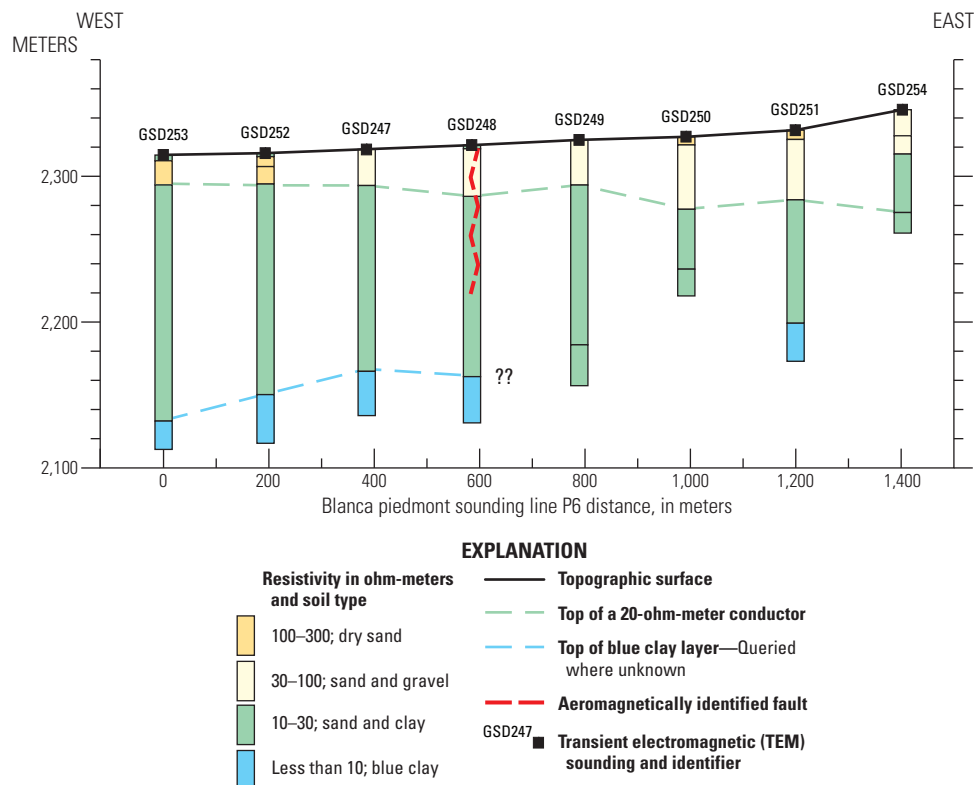 WEST
EAST
METERS
GSD253
GSD252
GSD247
GSD248
GSD249
GSD250
GSD251
GSD254
2,300
2,200
2,100
??
0
200
400
600
800
1,000
1,200
1,400
Blanca piedmont sounding line P6 distance, in meters
EXPLANATION
Resistivity in ohm-meters
and soil type
100–300; dry sand
30–100; sand and gravel
10–30; sand and clay
Less than 10; blue clay
Topographic surface
Top of a 20-ohm-meter conductor
Top of blue clay layer—Queried
where unknown
Aeromagnetically identified fault
GSD247
Transient electromagnetic (TEM)
sounding and identifier